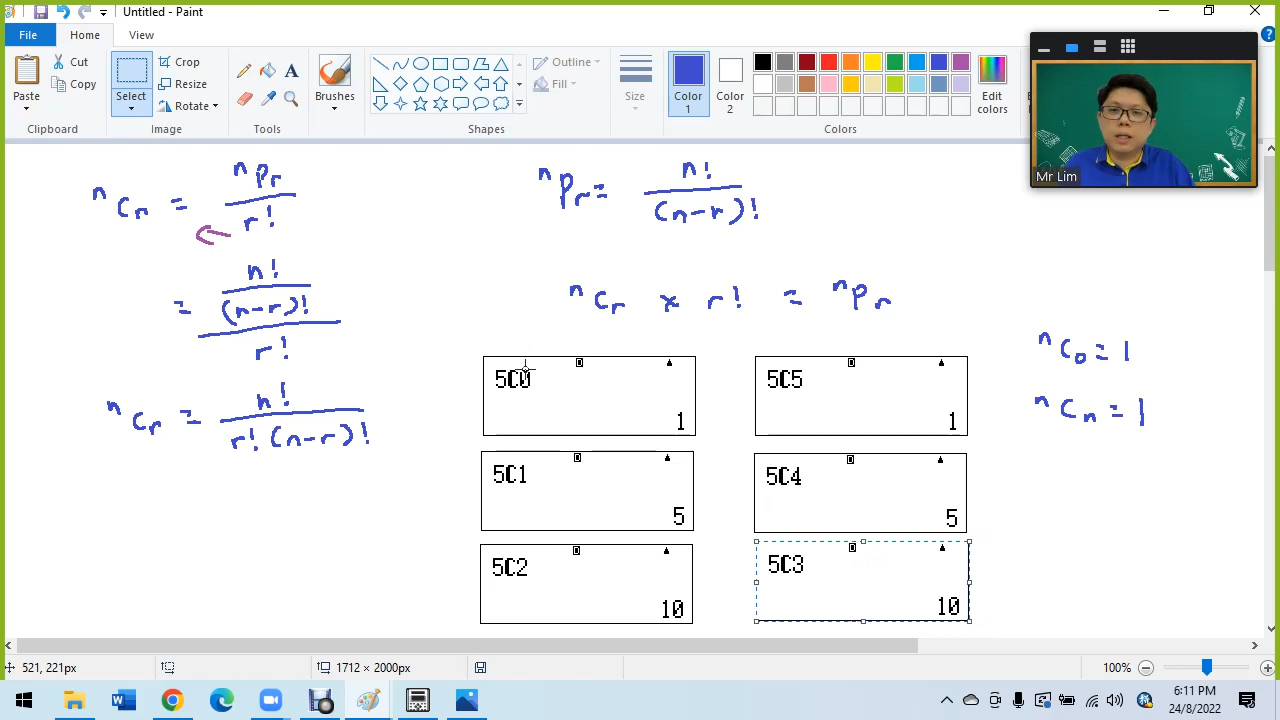 Untitled - Paint
File Home View
Paste
Cut
Copy
Clipboard
Select
Crop
Resize
Rotate
Image
Tools
Brushes
Shapes
Outline
Fill
Size
Color 1
Color 2
Edit colors
Colors
Mr Lim
ⁿCᵣ = ⁿPᵣ / r!
= n! / (n-r)! / r!
ⁿCᵣ = n! / r!(n-r)!
ⁿPᵣ = n! / (n-r)!
ⁿCᵣ × r! = ⁿPᵣ
5C0
1
5C5
1
5C1
5
5C4
5
5C2
10
5C3
10
ⁿC₀ = 1
ⁿCₙ = 1
521, 221px
1712 × 2000px
100%
6:11 PM
24/8/2022